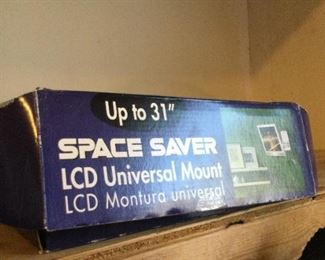 Up to 31"
SPACE SAVER
LCD Universal Mount
LCD Montura universal